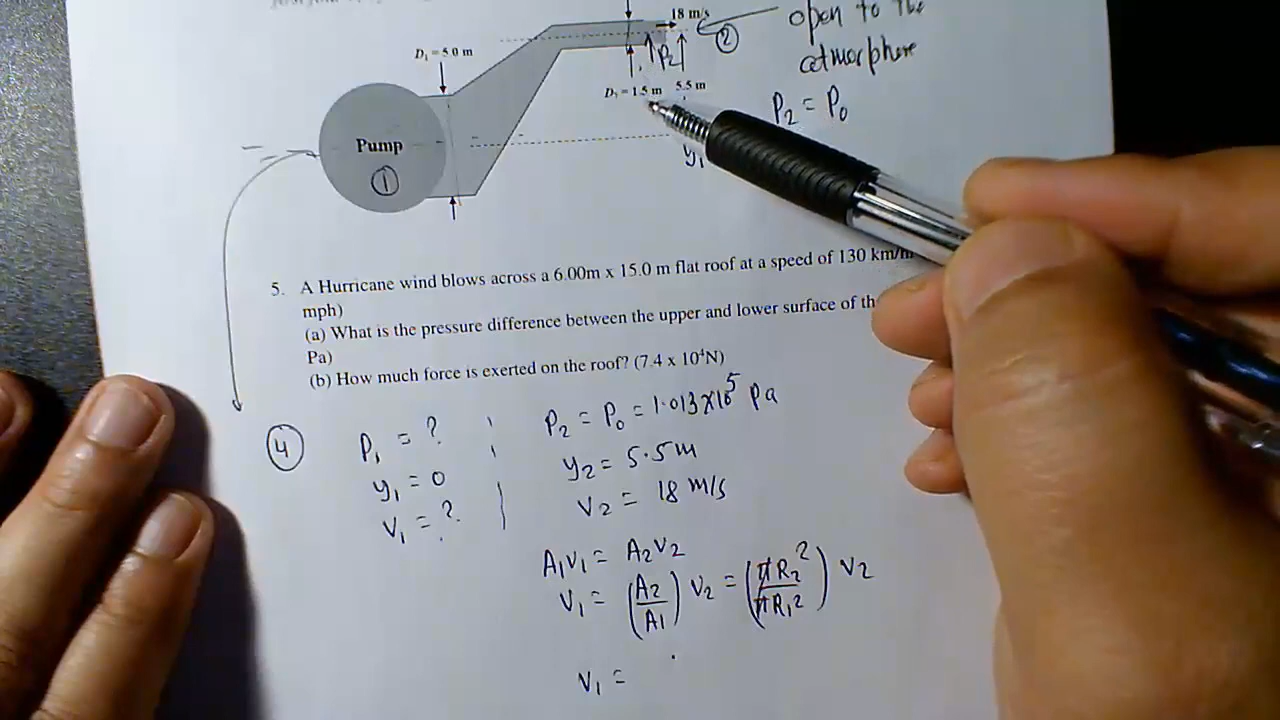 18 m/s
②
open to the
atmosphere
D₁ = 5.0 m
P₂
D₂ = 1.5 m 5.5 m
P₂ = P₀
Pump
①
y₁
5. A Hurricane wind blows across a 6.00m x 15.0 m flat roof at a speed of 130 km/h
mph)
(a) What is the pressure difference between the upper and lower surface of th
Pa)
(b) How much force is exerted on the roof? (7.4 x 10⁴N)
④
P₁ = ?
y₁ = 0
V₁ = ?
P₂ = P₀ = 1.013×10⁵ Pa
y₂ = 5.5m
V₂ = 18 m/s
A₁V₁ = A₂V₂
V₁ = (A₂/A₁) V₂ = (πR₂²/πR₁²) V₂
V₁ =